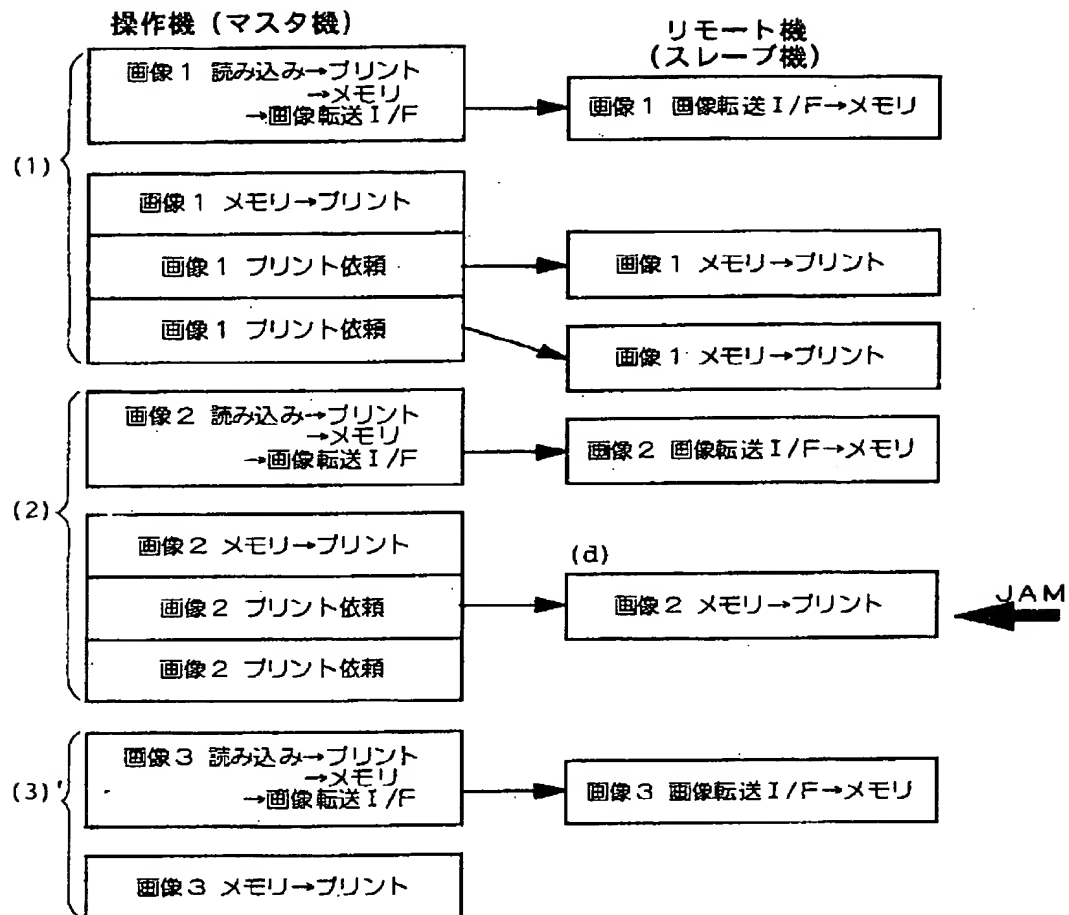 操作機（マスタ機）
リモート機
（スレーブ機）
(1)
画像1 読み込み→プリント
→メモリ
→画像転送I/F
画像1 画像転送I/F→メモリ
画像1 メモリ→プリント
画像1 プリント依頼
画像1 メモリ→プリント
画像1 プリント依頼
画像1 メモリ→プリント
(2)
画像2 読み込み→プリント
→メモリ
→画像転送I/F
画像2 画像転送I/F→メモリ
画像2 メモリ→プリント
(d)
画像2 プリント依頼
画像2 メモリ→プリント
JAM
画像2 プリント依頼
(3)'
画像3 読み込み→プリント
→メモリ
→画像転送I/F
画像3 画像転送I/F→メモリ
画像3 メモリ→プリント